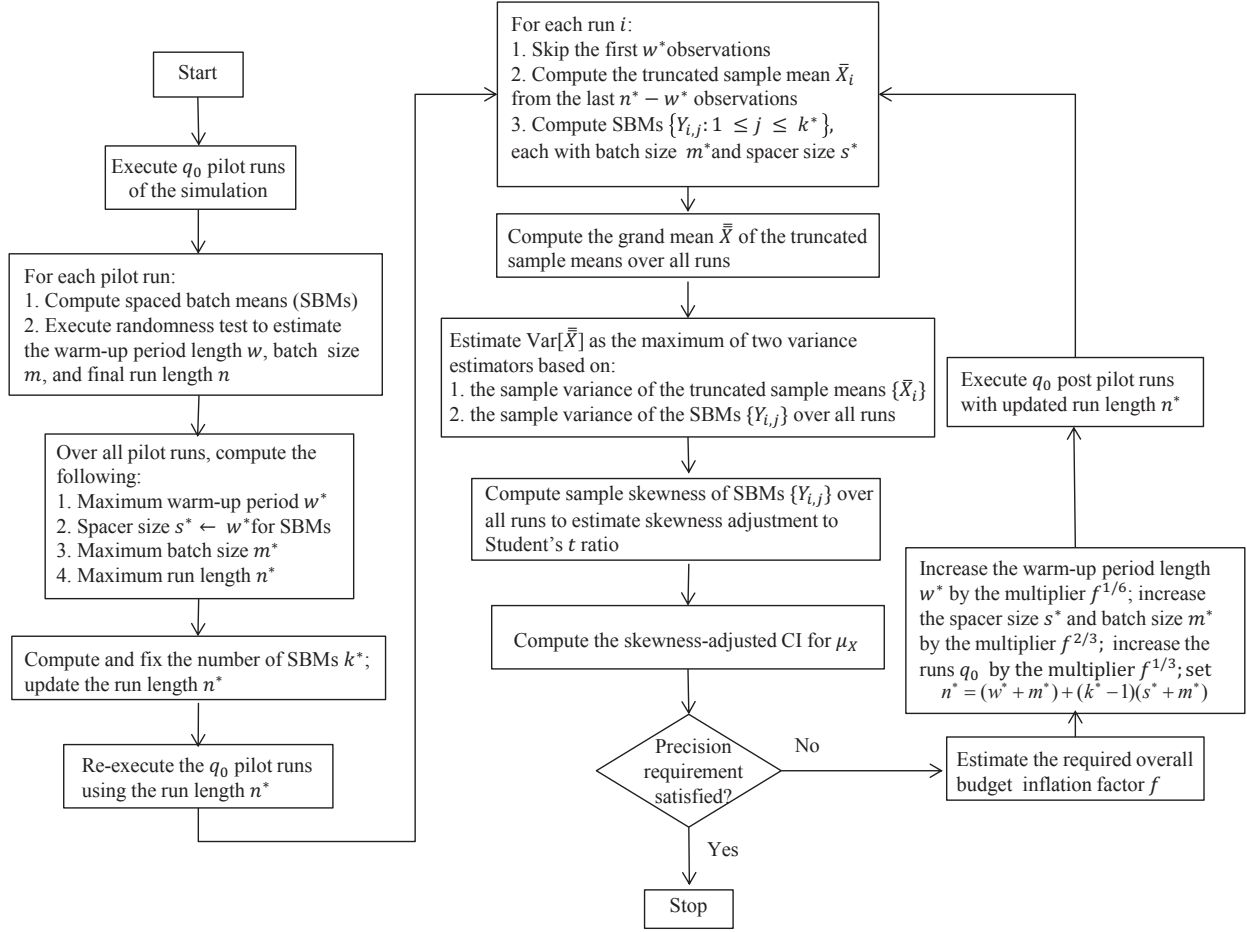 Start
Execute q₀ pilot runs
of the simulation
For each pilot run:
1. Compute spaced batch means (SBMs)
2. Execute randomness test to estimate
the warm-up period length w, batch size
m, and final run length n
Over all pilot runs, compute the
following:
1. Maximum warm-up period w*
2. Spacer size s* ← w* for SBMs
3. Maximum batch size m*
4. Maximum run length n*
Compute and fix the number of SBMs k*;
update the run length n*
Re-execute the q₀ pilot runs
using the run length n*
For each run i:
1. Skip the first w* observations
2. Compute the truncated sample mean X̄ᵢ
from the last n* − w* observations
3. Compute SBMs {Yᵢ,ⱼ: 1 ≤ j ≤ k*},
each with batch size m* and spacer size s*
Compute the grand mean X̿ of the truncated
sample means over all runs
Estimate Var[X̿] as the maximum of two variance
estimators based on:
1. the sample variance of the truncated sample means {X̄ᵢ}
2. the sample variance of the SBMs {Yᵢ,ⱼ} over all runs
Compute sample skewness of SBMs {Yᵢ,ⱼ} over
all runs to estimate skewness adjustment to
Student's t ratio
Compute the skewness-adjusted CI for μ_X
Precision
requirement
satisfied?
No
Yes
Stop
Estimate the required overall
budget inflation factor f
Increase the warm-up period length
w* by the multiplier f^{1/6}; increase
the spacer size s* and batch size m*
by the multiplier f^{2/3}; increase the
runs q₀ by the multiplier f^{1/3}; set
n* = (w* + m*) + (k* − 1)(s* + m*)
Execute q₀ post pilot runs
with updated run length n*